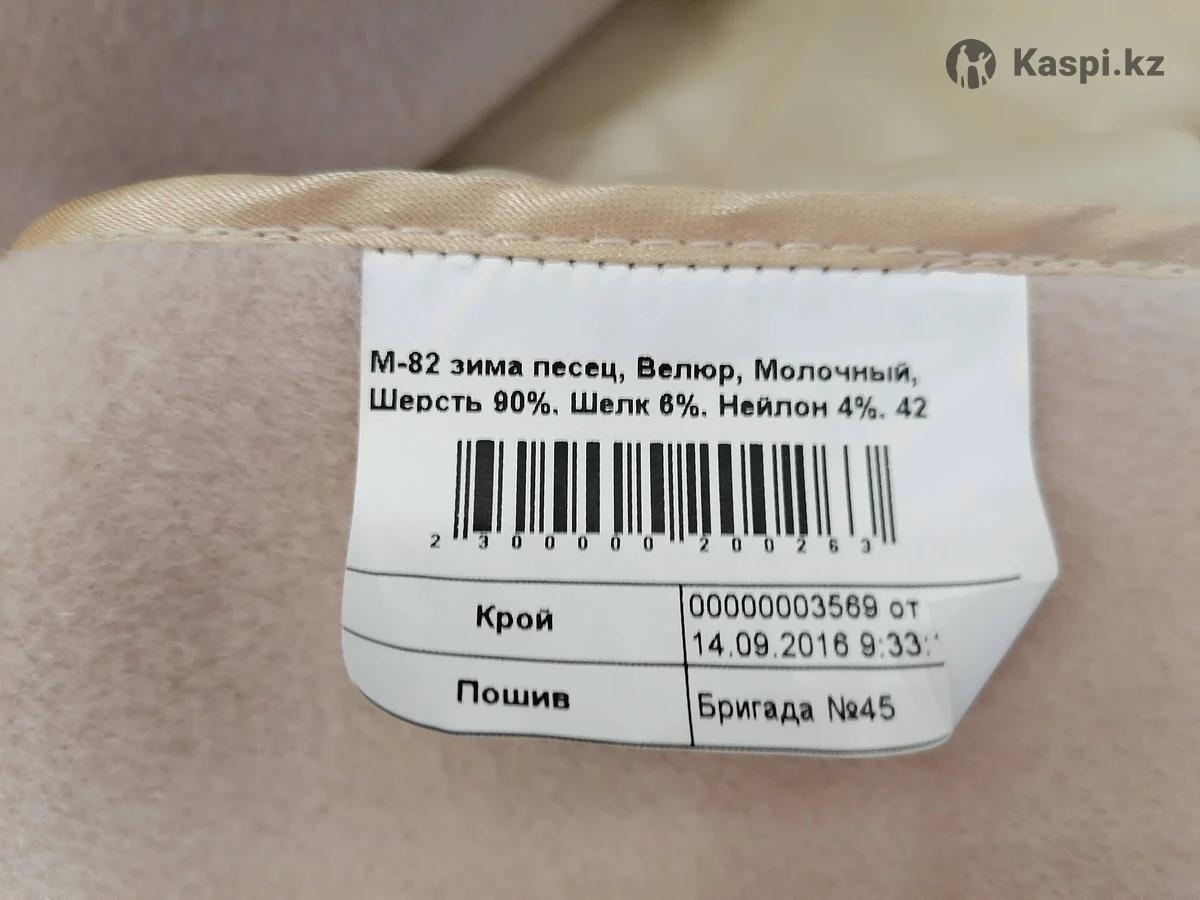 Kaspi.kz
М-82 зима песец, Велюр, Молочный,
Шерсть 90%, Шелк 6%, Нейлон 4%, 42
2 300000 200263
Крой
00000003569 от
14.09.2016 9:33:
Пошив
Бригада №45